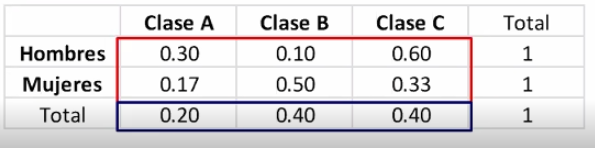 Clase A Clase B Clase C Total
Hombres 0.30 0.10 0.60 1
Mujeres 0.17 0.50 0.33 1
Total 0.20 0.40 0.40 1